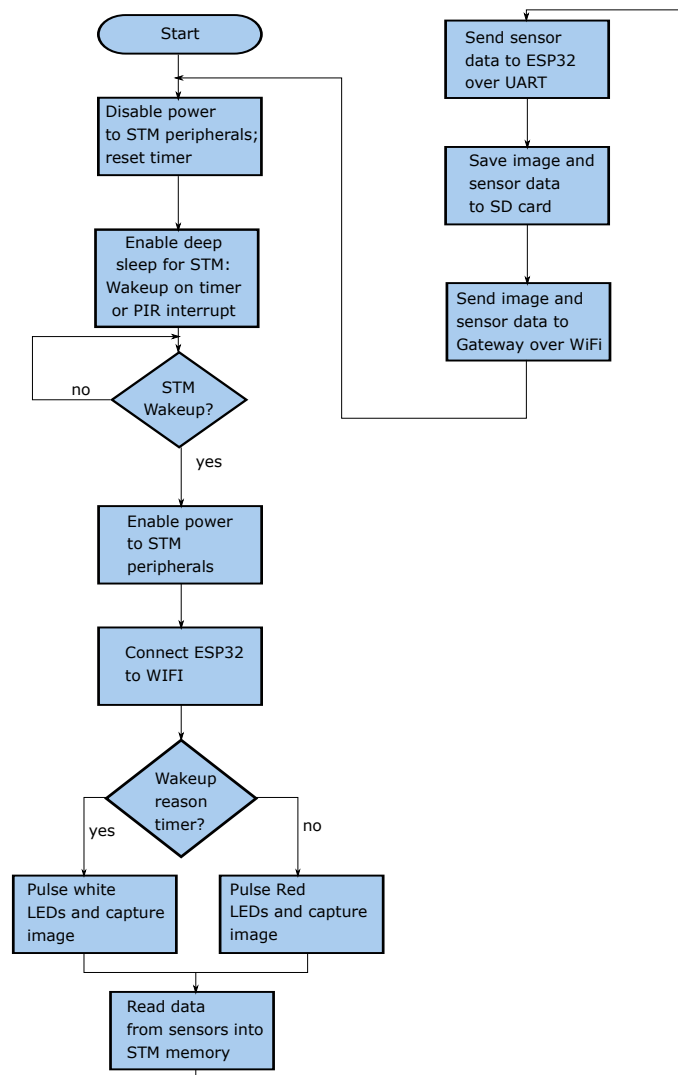 Start
Disable power
to STM peripherals;
reset timer
Enable deep
sleep for STM:
Wakeup on timer
or PIR interrupt
STM
Wakeup?
no
yes
Enable power
to STM
peripherals
Connect ESP32
to WIFI
Wakeup
reason
timer?
yes
no
Pulse white
LEDs and capture
image
Pulse Red
LEDs and capture
image
Read data
from sensors into
STM memory
Send sensor
data to ESP32
over UART
Save image and
sensor data
to SD card
Send image and
sensor data to
Gateway over WiFi